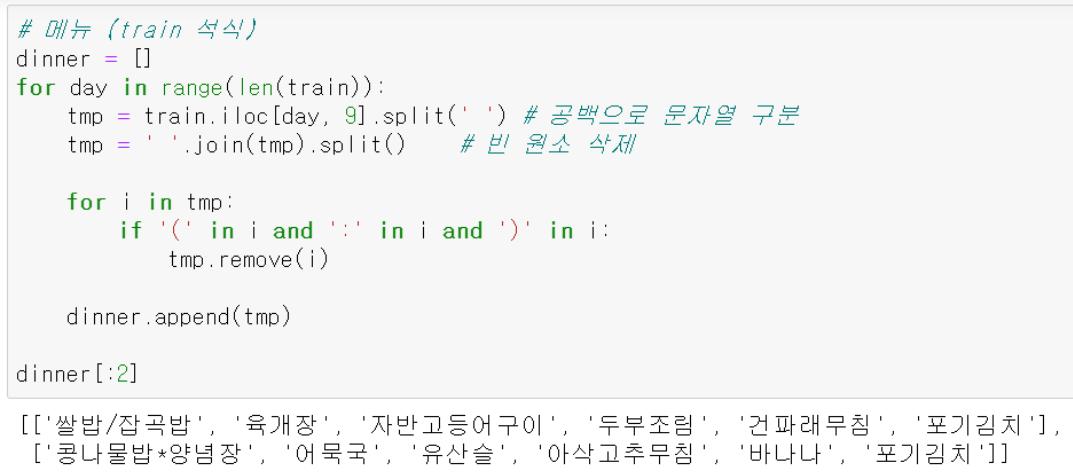 # 메뉴 (train 석식)
dinner = []
for day in range(len(train)):
    tmp = train.iloc[day, 9].split(' ') # 공백으로 문자열 구분
    tmp = ' '.join(tmp).split()    # 빈 원소 삭제
    for i in tmp:
        if '(' in i and ':' in i and ')' in i:
            tmp.remove(i)
    dinner.append(tmp)
dinner[:2]
[['쌀밥/잡곡밥', '육개장', '자반고등어구이', '두부조림', '건파래무침', '포기김치'],
 ['콩나물밥*양념장', '어묵국', '유산슬', '아삭고추무침', '바나나', '포기김치']]